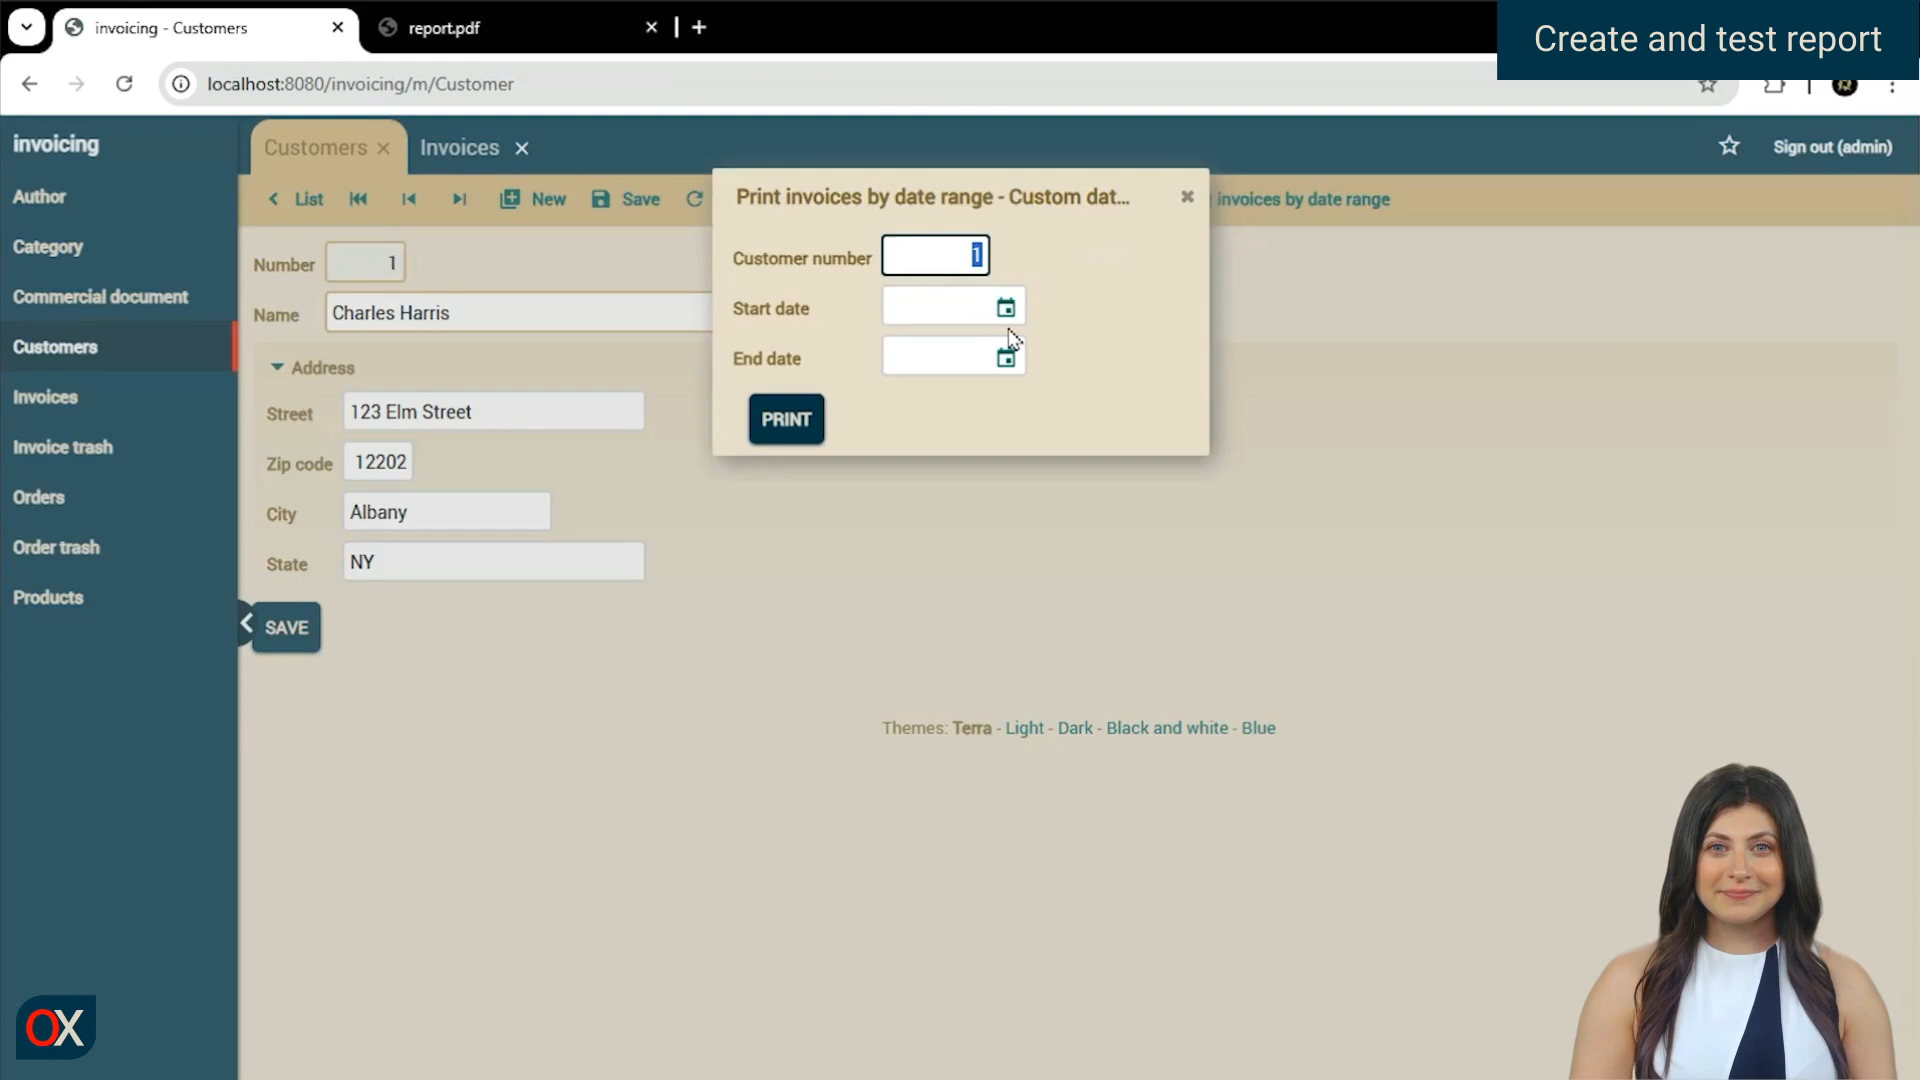 invoicing - Customers
report.pdf
Create and test report
localhost:8080/invoicing/m/Customer
invoicing
Customers
Invoices
Sign out (admin)
List
New
Save
invoices by date range
Author
Category
Commercial document
Customers
Invoices
Invoice trash
Orders
Order trash
Products
Number 1
Name Charles Harris
Address
Street 123 Elm Street
Zip code 12202
City Albany
State NY
SAVE
Print invoices by date range - Custom dat...
Customer number 1
Start date
End date
PRINT
Themes: Terra - Light - Dark - Black and white - Blue
OX